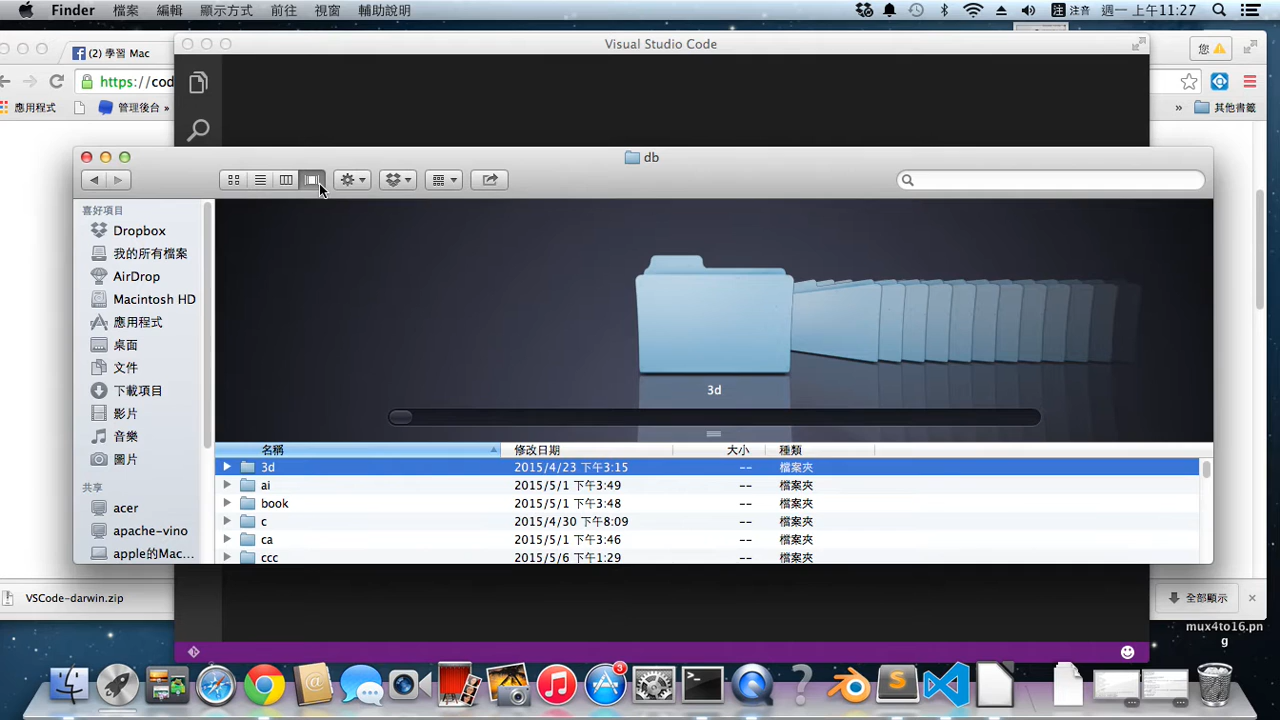 Finder 檔案 編輯 顯示方式 前往 視窗 輔助說明 注 注音 週一 上午11:27
(2) 學習 Mac
Visual Studio Code
您
https://cod
應用程式 管理後台 » » 其他書籤
db
喜好項目
Dropbox
我的所有檔案
AirDrop
Macintosh HD
應用程式
桌面
文件
下載項目
影片
音樂
圖片
共享
acer
apache-vino
apple的Mac...
3d
名稱 修改日期 大小 種類
3d 2015/4/23 下午3:15 -- 檔案夾
ai 2015/5/1 下午3:49 -- 檔案夾
book 2015/5/1 下午3:48 -- 檔案夾
c 2015/4/30 下午8:09 -- 檔案夾
ca 2015/5/1 下午3:46 -- 檔案夾
ccc 2015/5/6 下午1:29 -- 檔案夾
VSCode-darwin.zip
全部顯示
mux4to16.pn
g
3